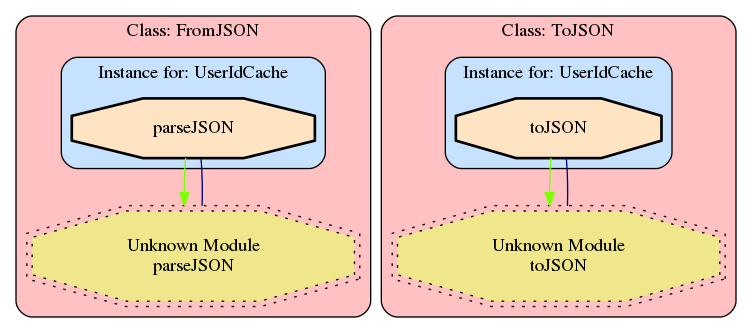 Class: FromJSON
Instance for: UserIdCache
parseJSON
Unknown Module
parseJSON
Class: ToJSON
Instance for: UserIdCache
toJSON
Unknown Module
toJSON